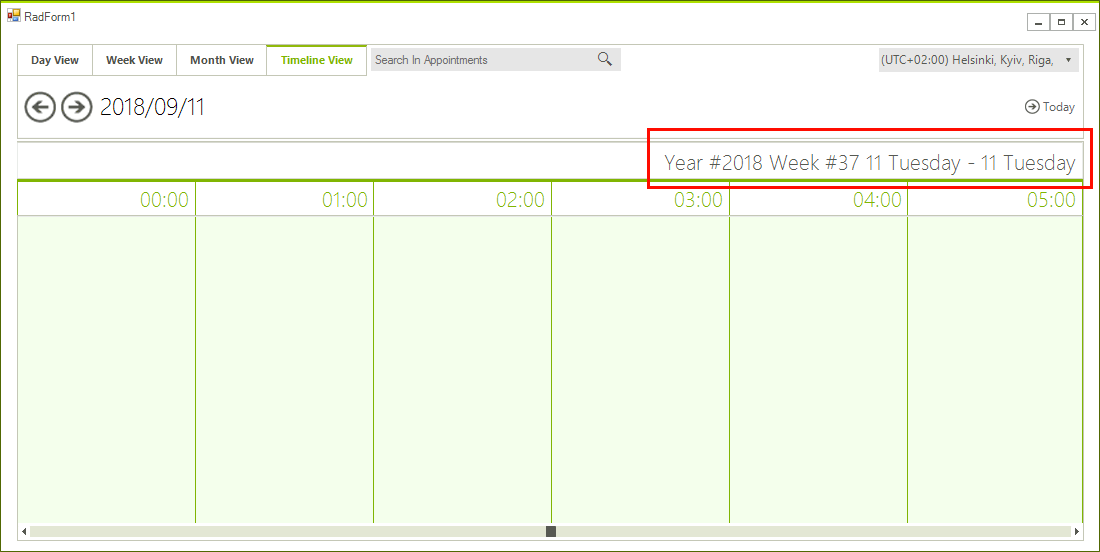 RadForm1
Day View Week View Month View Timeline View Search In Appointments (UTC+02:00) Helsinki, Kyiv, Riga,
2018/09/11 Today
Year #2018 Week #37 11 Tuesday - 11 Tuesday
00:00 01:00 02:00 03:00 04:00 05:00